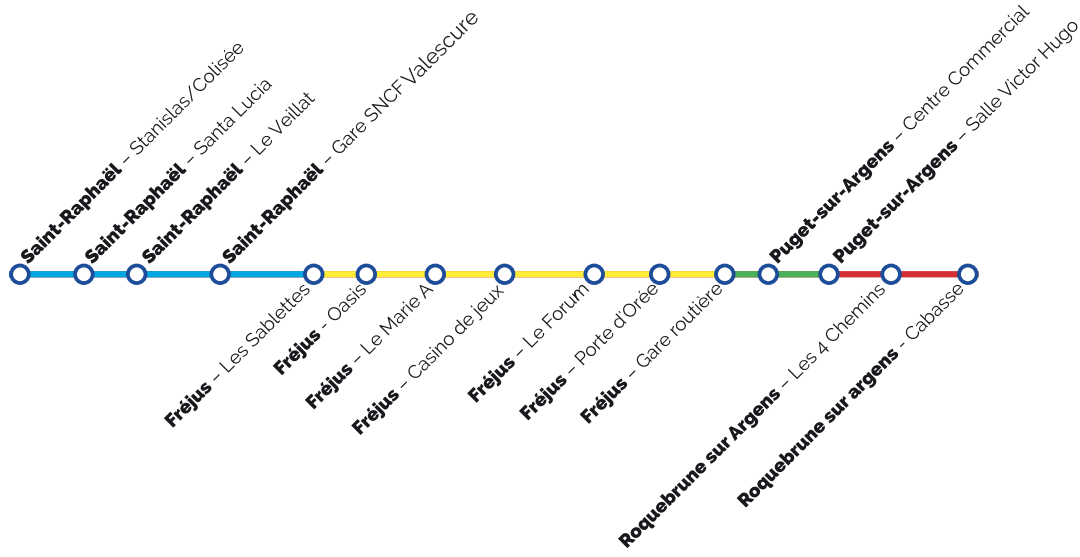 Saint-Raphaël – Stanislas/Colisée
Saint-Raphaël – Santa Lucia
Saint-Raphaël – Le Veillat
Saint-Raphaël – Gare SNCF Valescure
Fréjus – Les Sablettes
Fréjus – Oasis
Fréjus – Le Marie A
Fréjus – Casino de jeux
Fréjus – Le Forum
Fréjus – Porte d'Orée
Fréjus – Gare routière
Puget-sur-Argens – Centre Commercial
Puget-sur-Argens – Salle Victor Hugo
Roquebrune sur Argens – Les 4 Chemins
Roquebrune sur argens - Cabasse